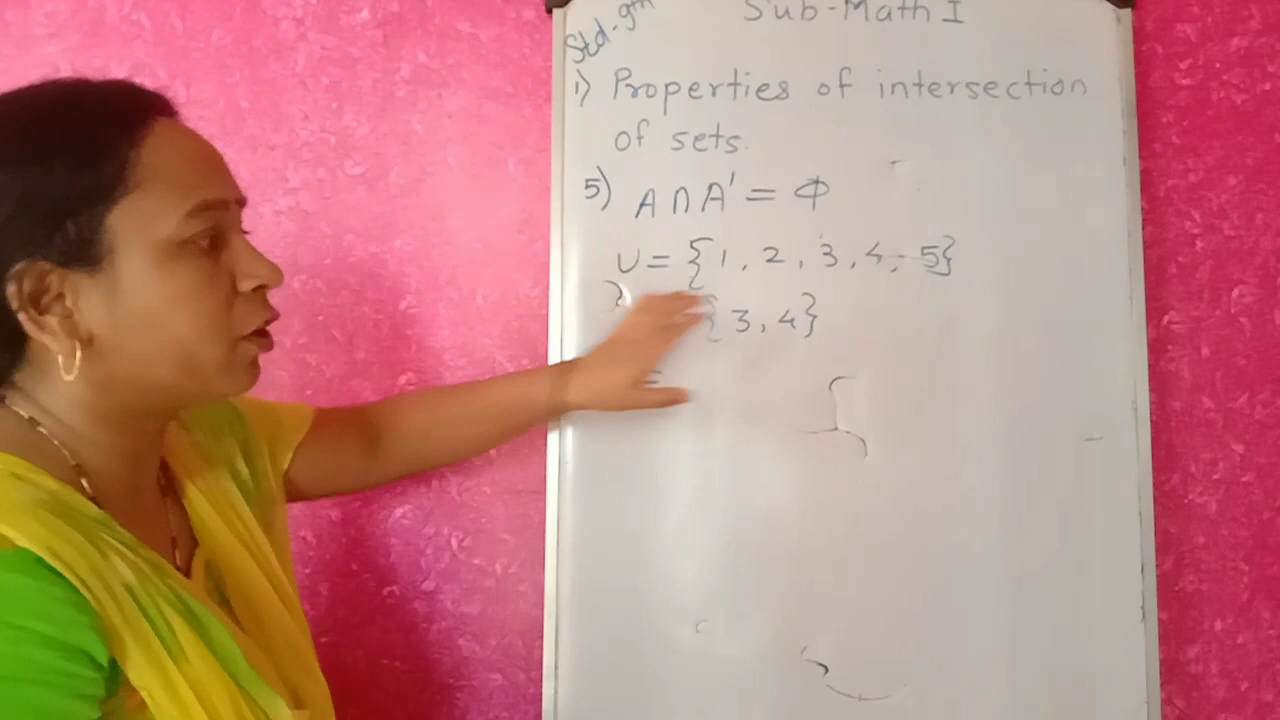 Sub-Math I
Std-9th
1) Properties of intersection
of sets.
5) A∩A' = Φ
U = {1, 2, 3, 4, 5}
{3, 4}
=